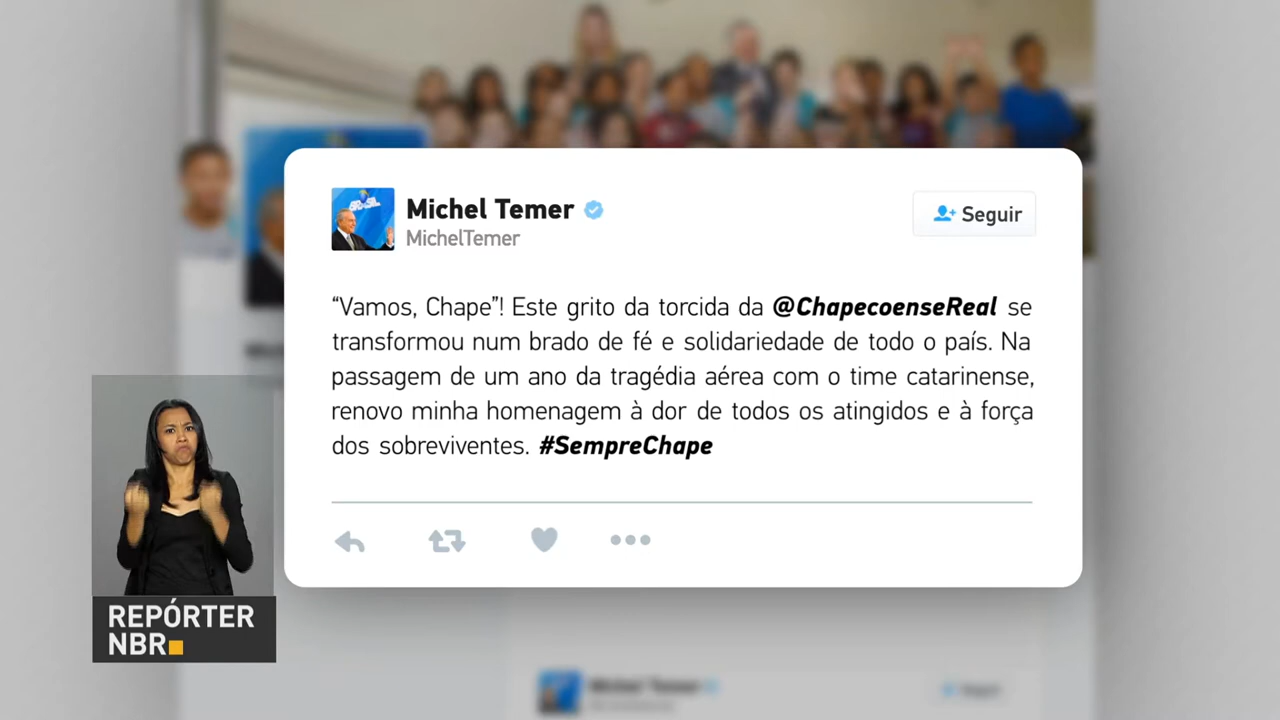 Michel Temer
MichelTemer
Seguir
“Vamos, Chape”! Este grito da torcida da @ChapecoenseReal se
transformou num brado de fé e solidariedade de todo o país. Na
passagem de um ano da tragédia aérea com o time catarinense,
renovo minha homenagem à dor de todos os atingidos e à força
dos sobreviventes. #SempreChape
REPÓRTER
NBR
Michel Temer